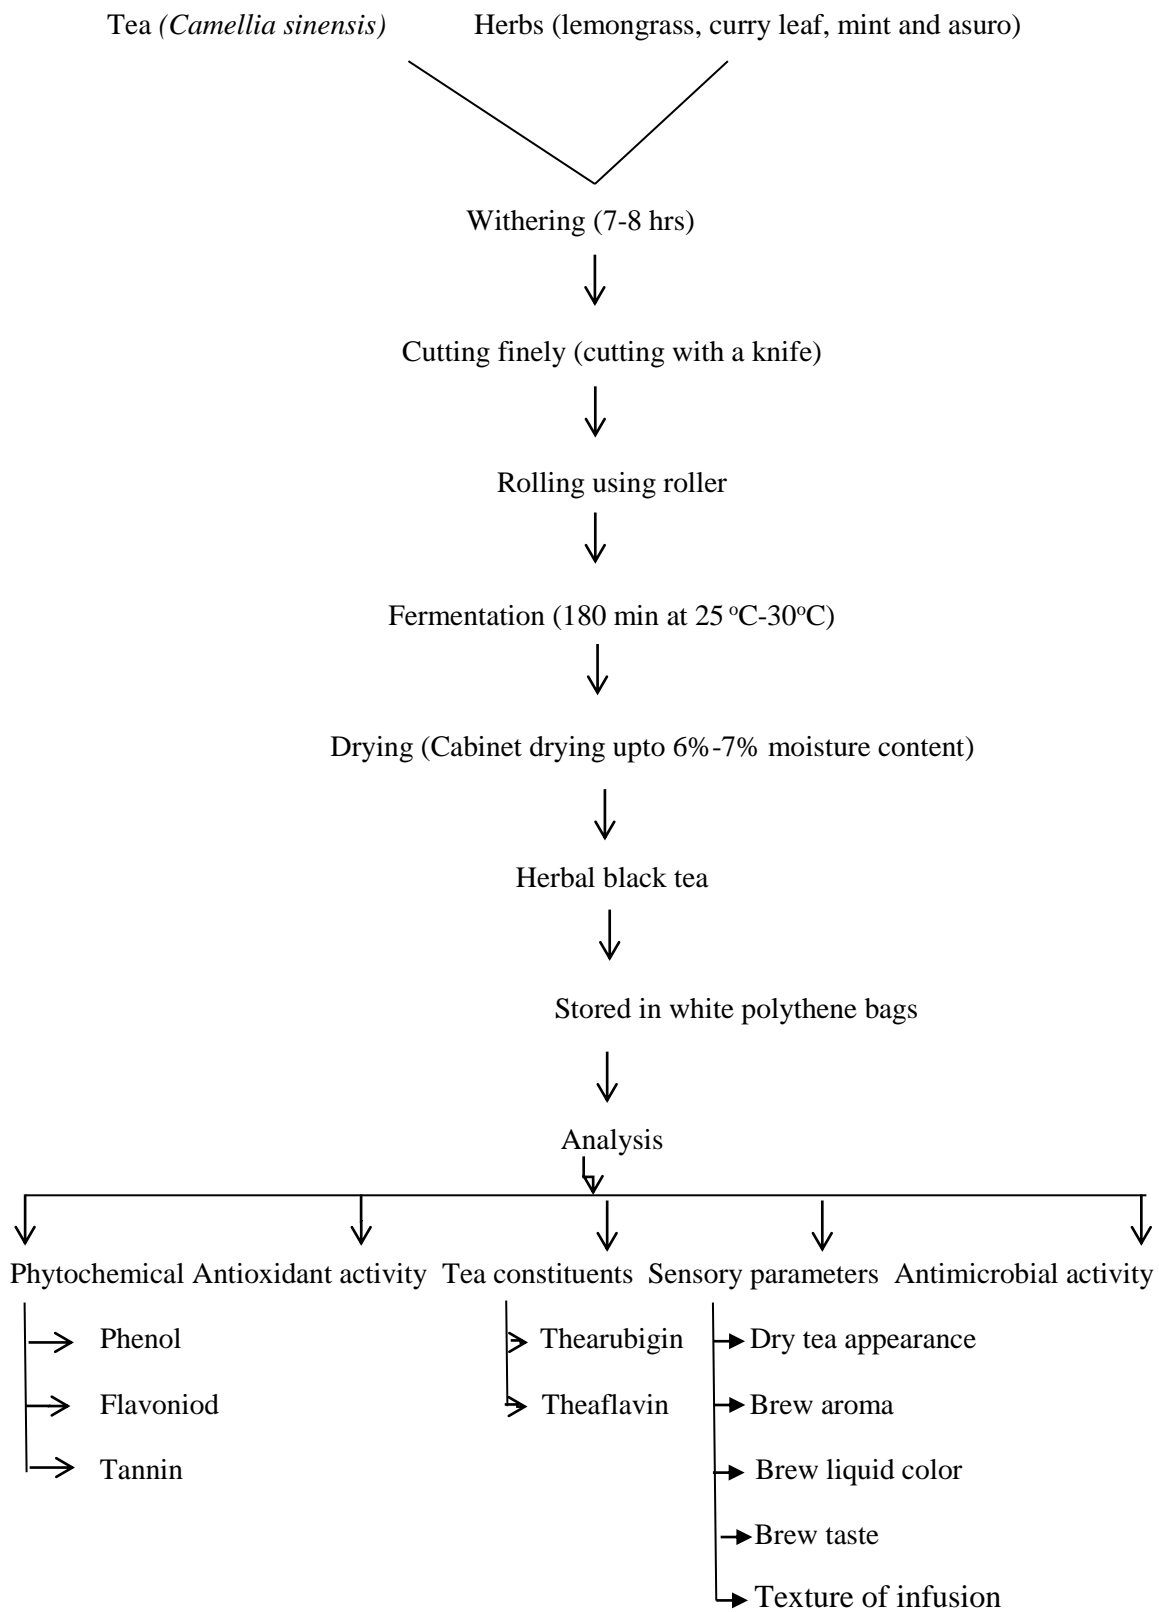 Tea (Camellia sinensis) Herbs (lemongrass, curry leaf, mint and asuro)
Withering (7-8 hrs)
Cutting finely (cutting with a knife)
Rolling using roller
Fermentation (180 min at 25 °C-30°C)
Drying (Cabinet drying upto 6%-7% moisture content)
Herbal black tea
Stored in white polythene bags
Analysis
Phytochemical Antioxidant activity Tea constituents Sensory parameters Antimicrobial activity
Phenol Thearubigin Dry tea appearance
Flavoniod Theaflavin Brew aroma
Tannin Brew liquid color
Brew taste
Texture of infusion